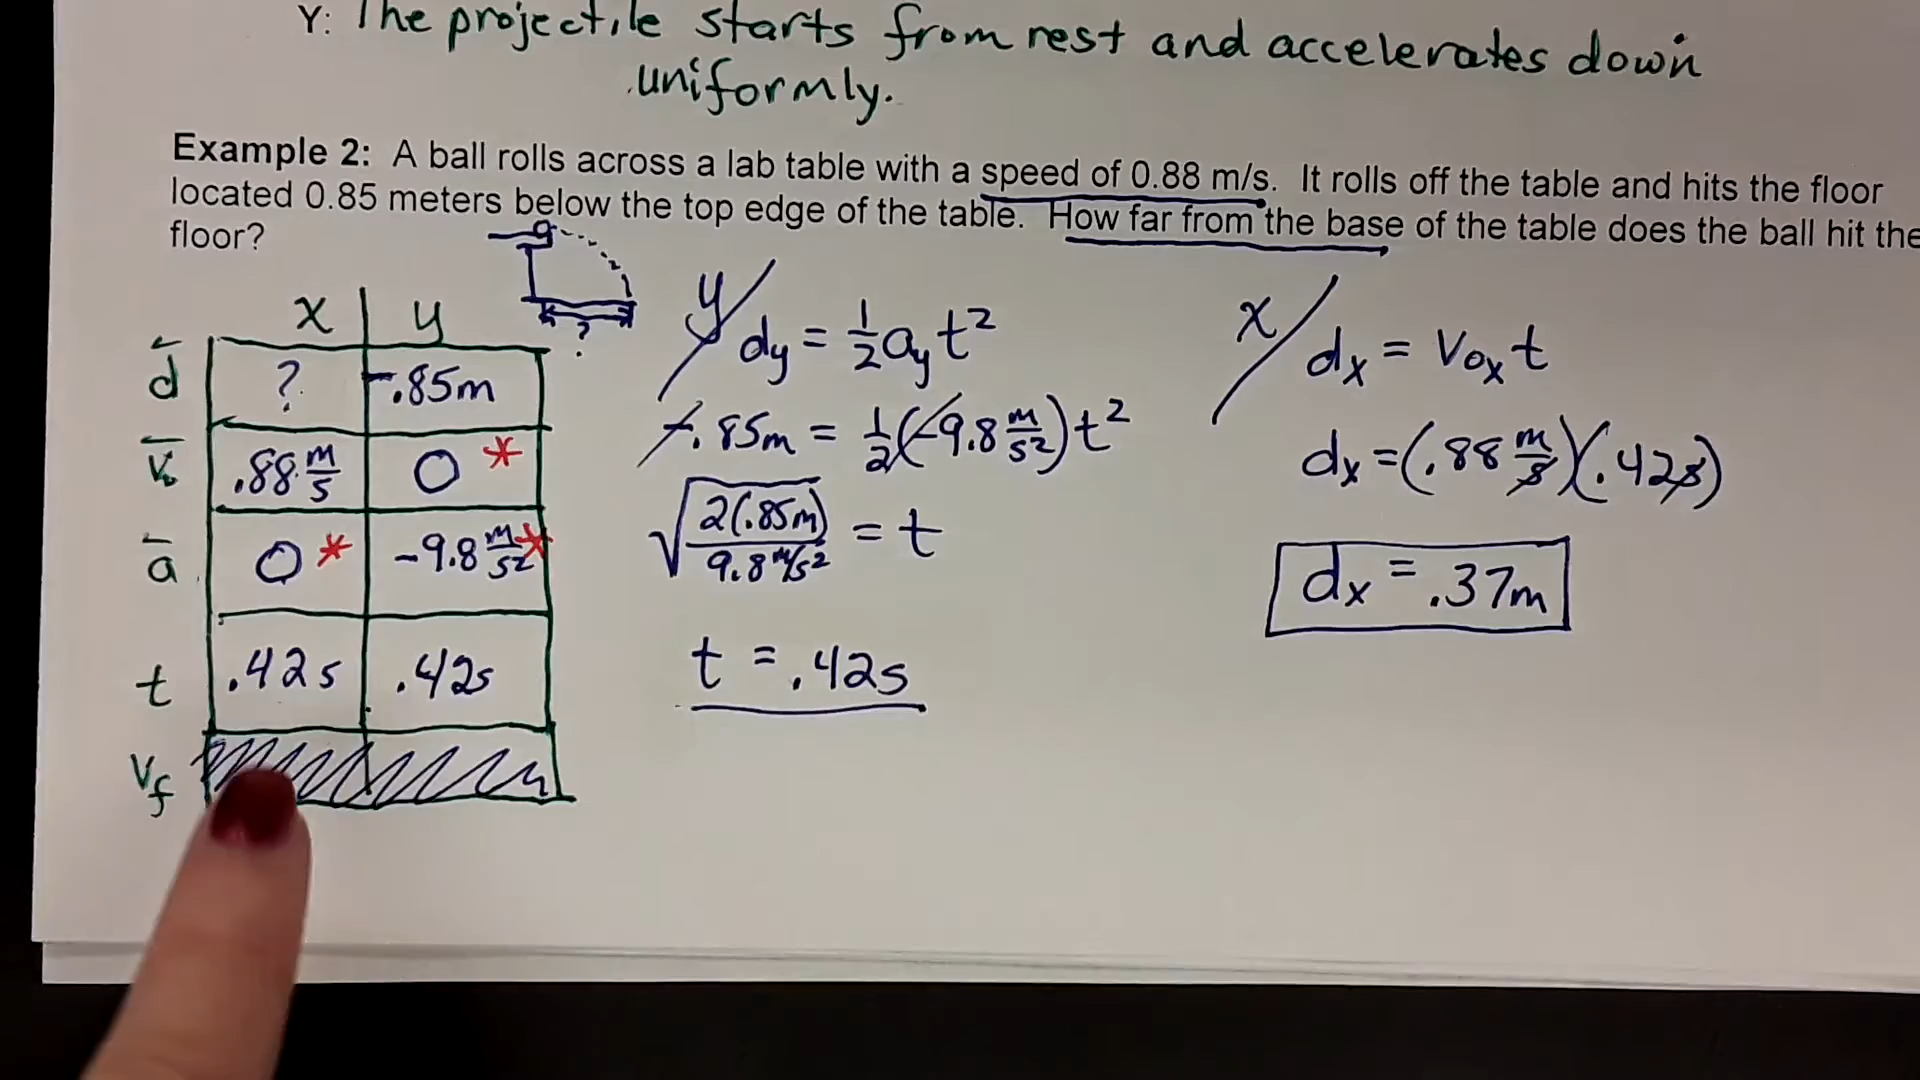 Y: The projectile starts from rest and accelerates down
uniformly.
Example 2: A ball rolls across a lab table with a speed of 0.88 m/s. It rolls off the table and hits the floor
located 0.85 meters below the top edge of the table. How far from the base of the table does the ball hit the
floor?
?
x y
d ? -.85m
v₀ .88 m/s 0 *
a 0 * -9.8 m/s² *
t .42s .42s
Vf
y/ dy = 1/2 ay t²
-.85m = 1/2 (-9.8 m/s²) t²
√(2(.85m)/9.8 m/s²) = t
t = .42s
x/ dx = V₀x t
dx = (.88 m/s)(.42s)
dx = .37m